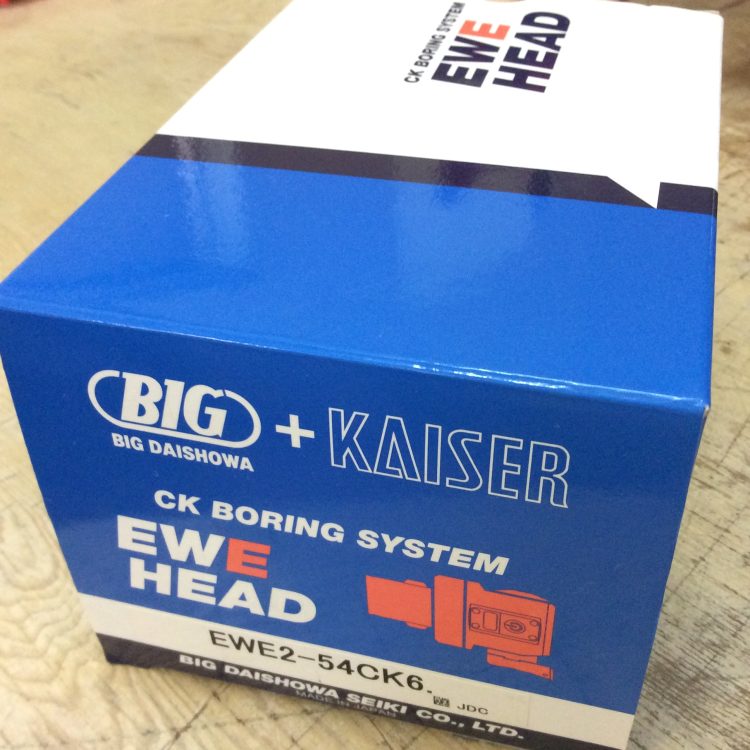 CK BORING SYSTEM
EWE
HEAD
BIG + KAISER
BIG DAISHOWA
CK BORING SYSTEM
EWE
HEAD
EWE2-54CK6. JDC
BIG DAISHOWA SEIKI CO., LTD.
MADE IN JAPAN